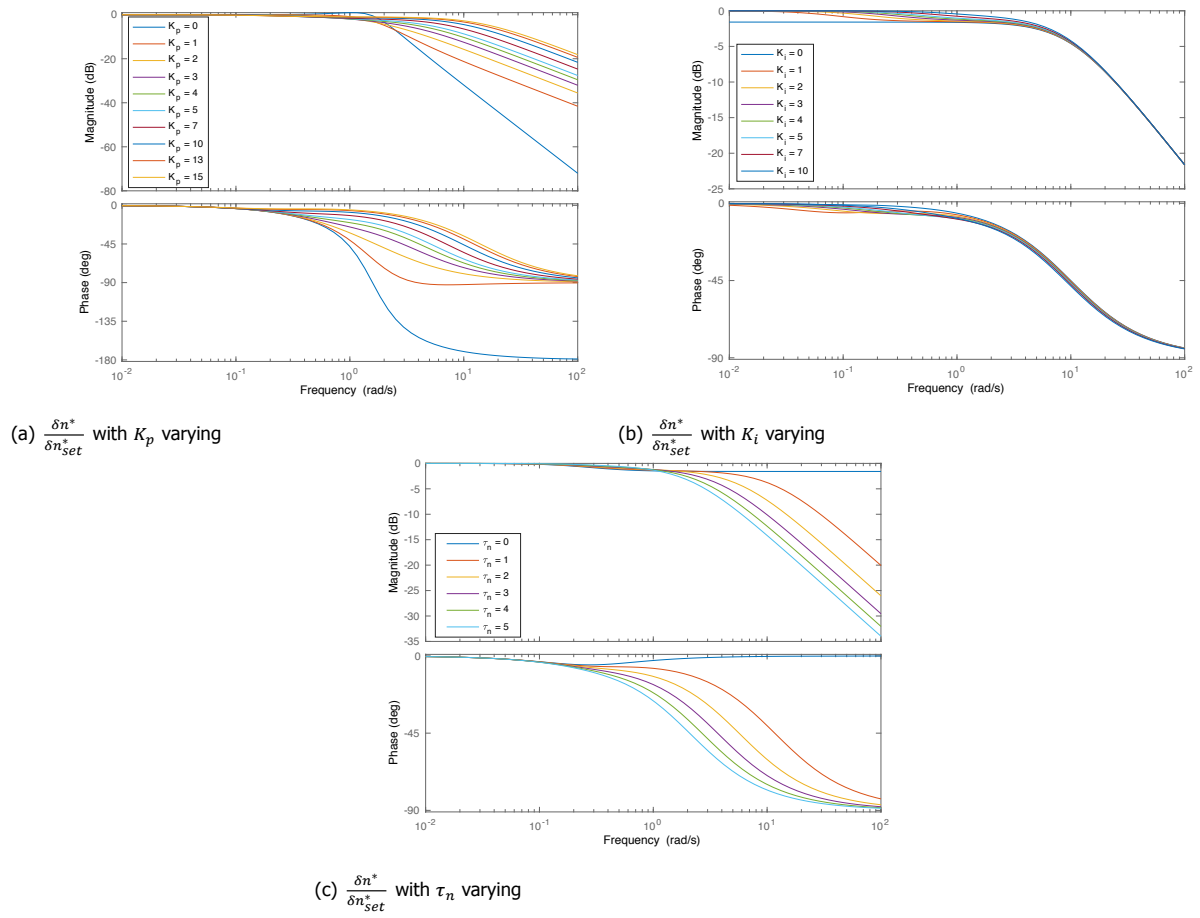 0
-20
-40
-60
-80
Magnitude (dB)
K_p = 0
K_p = 1
K_p = 2
K_p = 3
K_p = 4
K_p = 5
K_p = 7
K_p = 10
K_p = 13
K_p = 15
0
-45
-90
-135
-180
Phase (deg)
10^-2
10^-1
10^0
10^1
10^2
Frequency (rad/s)
(a) δn*/δn*_set with K_p varying
0
-5
-10
-15
-20
-25
Magnitude (dB)
K_i = 0
K_i = 1
K_i = 2
K_i = 3
K_i = 4
K_i = 5
K_i = 7
K_i = 10
0
-45
-90
Phase (deg)
10^-2
10^-1
10^0
10^1
10^2
Frequency (rad/s)
(b) δn*/δn*_set with K_i varying
0
-5
-10
-15
-20
-25
-30
-35
Magnitude (dB)
τ_n = 0
τ_n = 1
τ_n = 2
τ_n = 3
τ_n = 4
τ_n = 5
0
-45
-90
Phase (deg)
10^-2
10^-1
10^0
10^1
10^2
Frequency (rad/s)
(c) δn*/δn*_set with τ_n varying